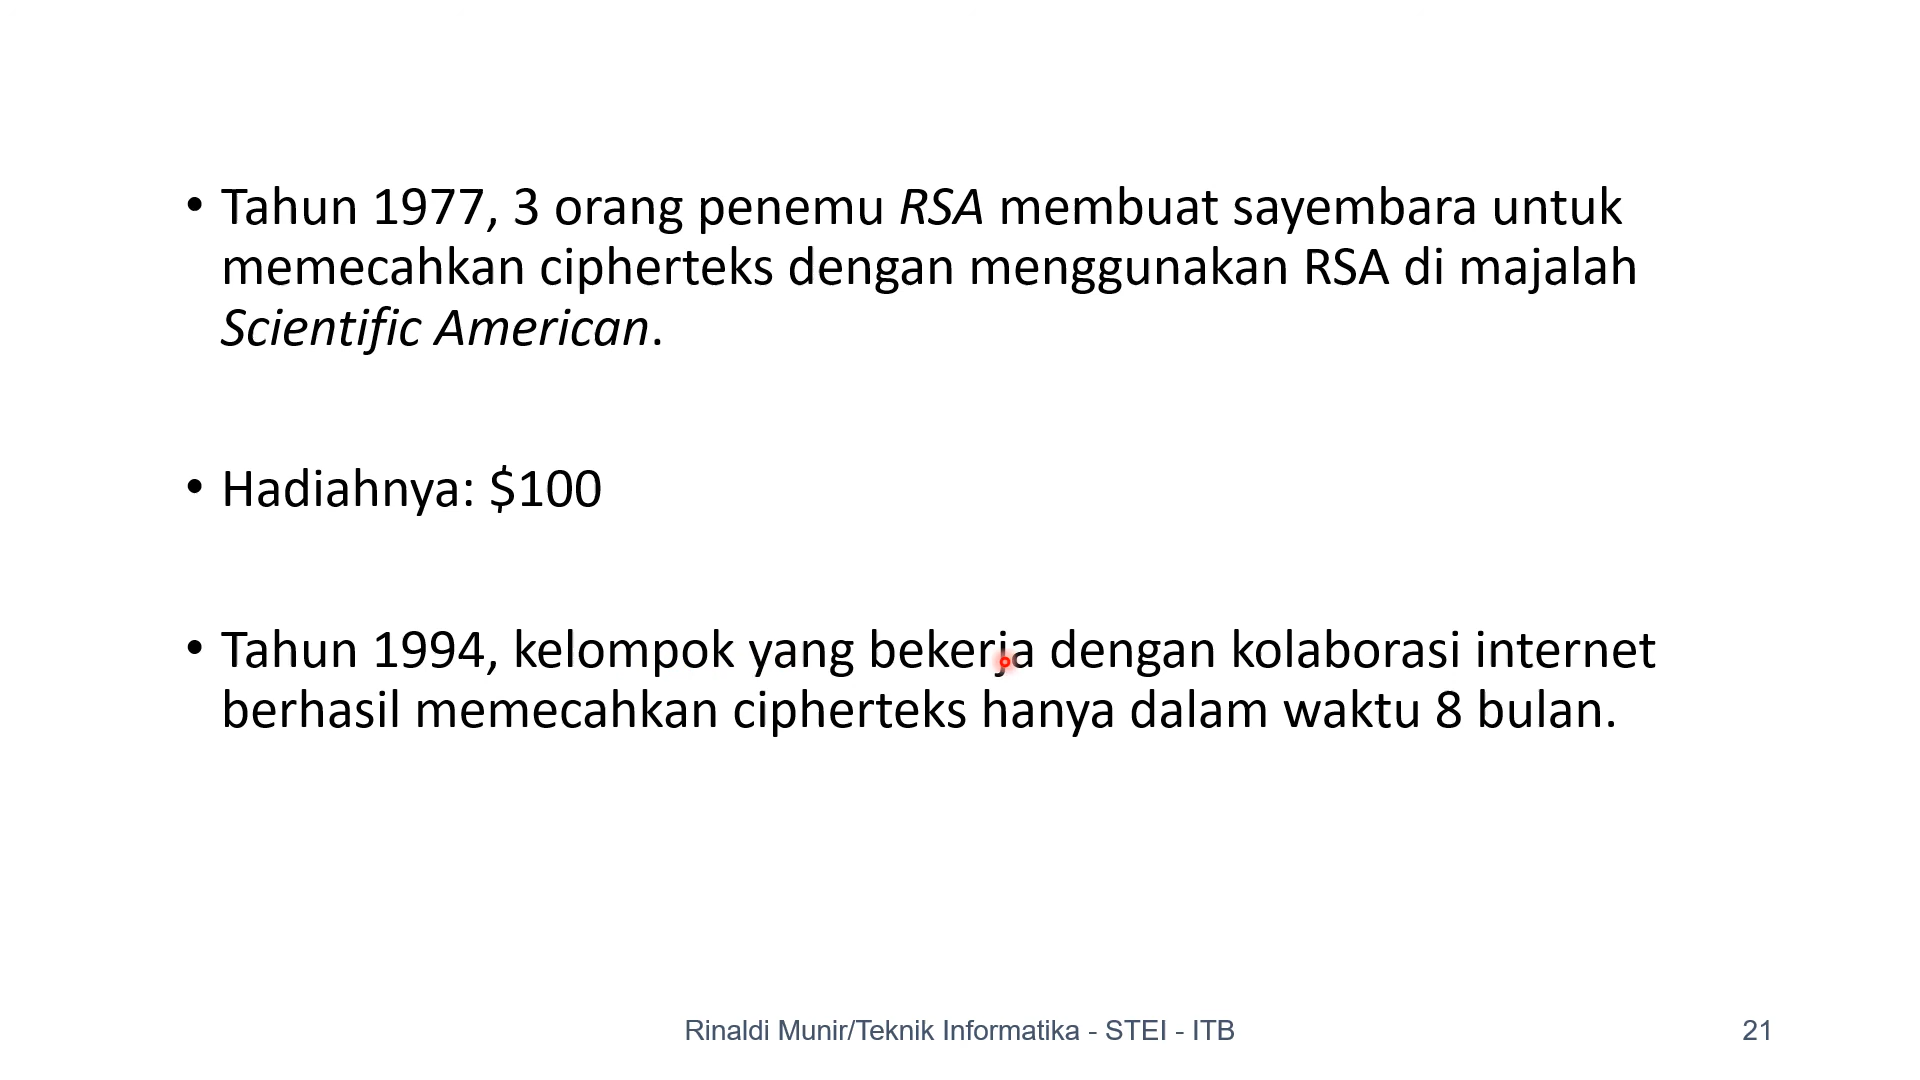 • Tahun 1977, 3 orang penemu RSA membuat sayembara untuk
memecahkan cipherteks dengan menggunakan RSA di majalah
Scientific American.
• Hadiahnya: $100
• Tahun 1994, kelompok yang bekerja dengan kolaborasi internet
berhasil memecahkan cipherteks hanya dalam waktu 8 bulan.
Rinaldi Munir/Teknik Informatika - STEI - ITB
21